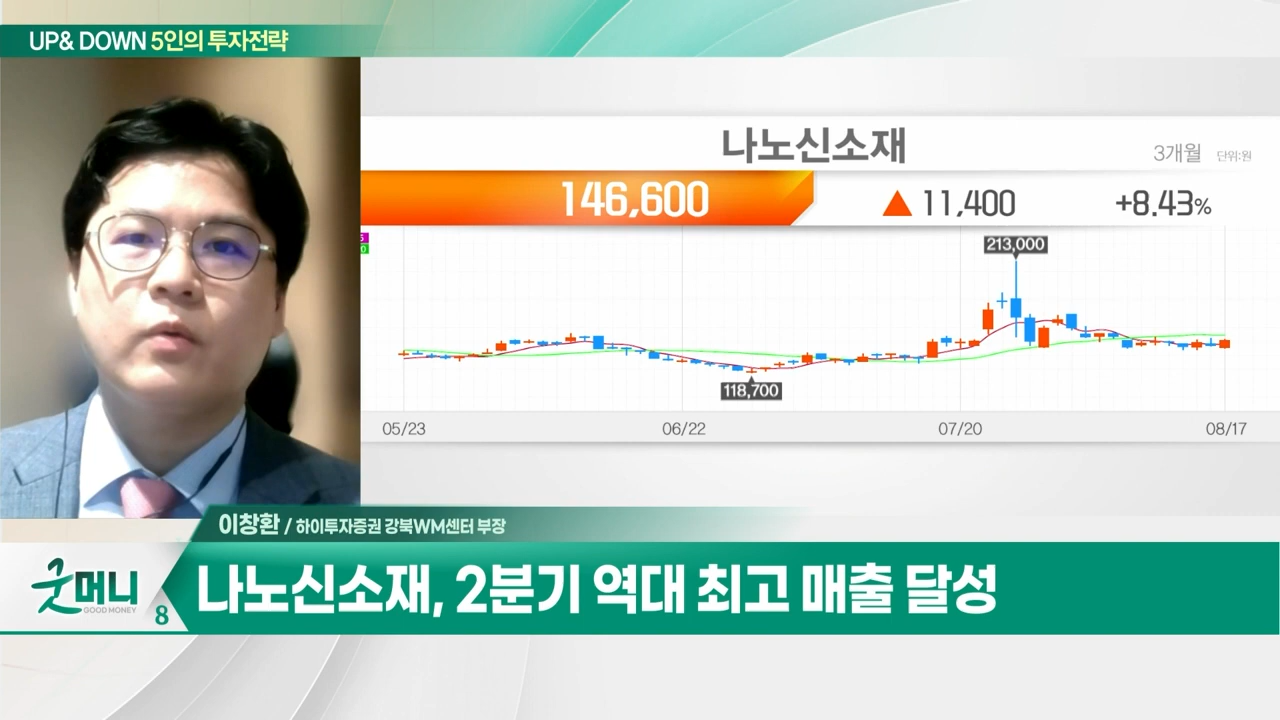 UP& DOWN 5인의 투자전략
나노신소재
3개월 단위:원
146,600 ▲ 11,400 +8.43%
213,000
118,700
05/23 06/22 07/20 08/17
이창환 / 하이투자증권 강북WM센터 부장
굿머니
GOOD MONEY
8
나노신소재, 2분기 역대 최고 매출 달성